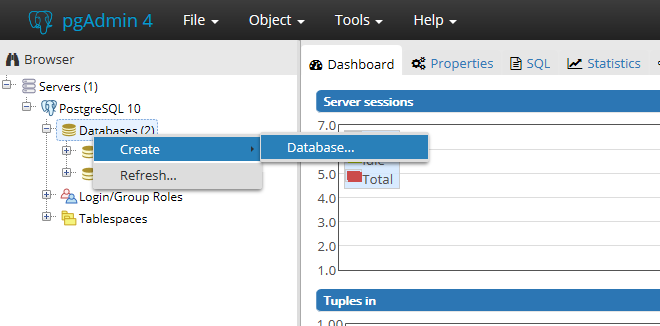 pgAdmin 4 File Object Tools Help
Browser
Servers (1)
PostgreSQL 10
Databases (2)
Create
Refresh...
Database...
Login/Group Roles
Tablespaces
Dashboard Properties SQL Statistics
Server sessions
7.0
Idle
Total
6.0
5.0
4.0
3.0
2.0
1.0
Tuples in
1.00